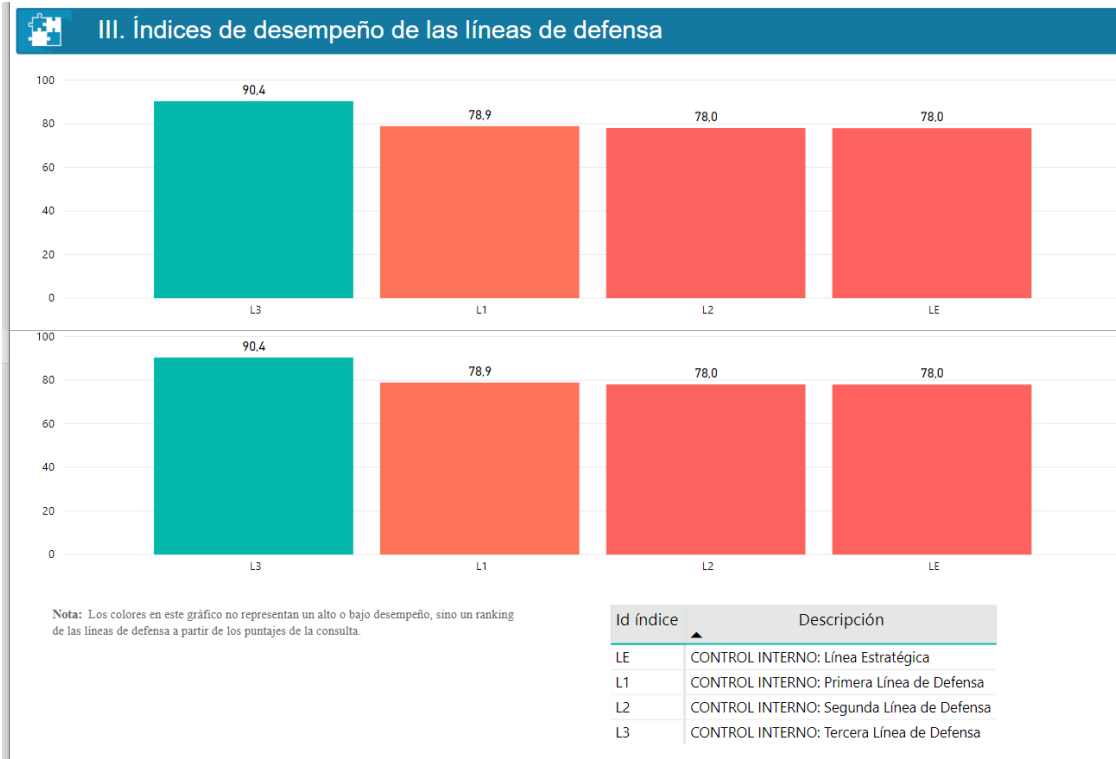 III. Índices de desempeño de las líneas de defensa
100
90,4
80
78,9
78,0
78,0
60
40
20
0
L3
L1
L2
LE
100
90,4
80
78,9
78,0
78,0
60
40
20
0
L3
L1
L2
LE
Nota: Los colores en este gráfico no representan un alto o bajo desempeño, sino un ranking
de las líneas de defensa a partir de los puntajes de la consulta.
Id índice Descripción
LE CONTROL INTERNO: Línea Estratégica
L1 CONTROL INTERNO: Primera Línea de Defensa
L2 CONTROL INTERNO: Segunda Línea de Defensa
L3 CONTROL INTERNO: Tercera Línea de Defensa